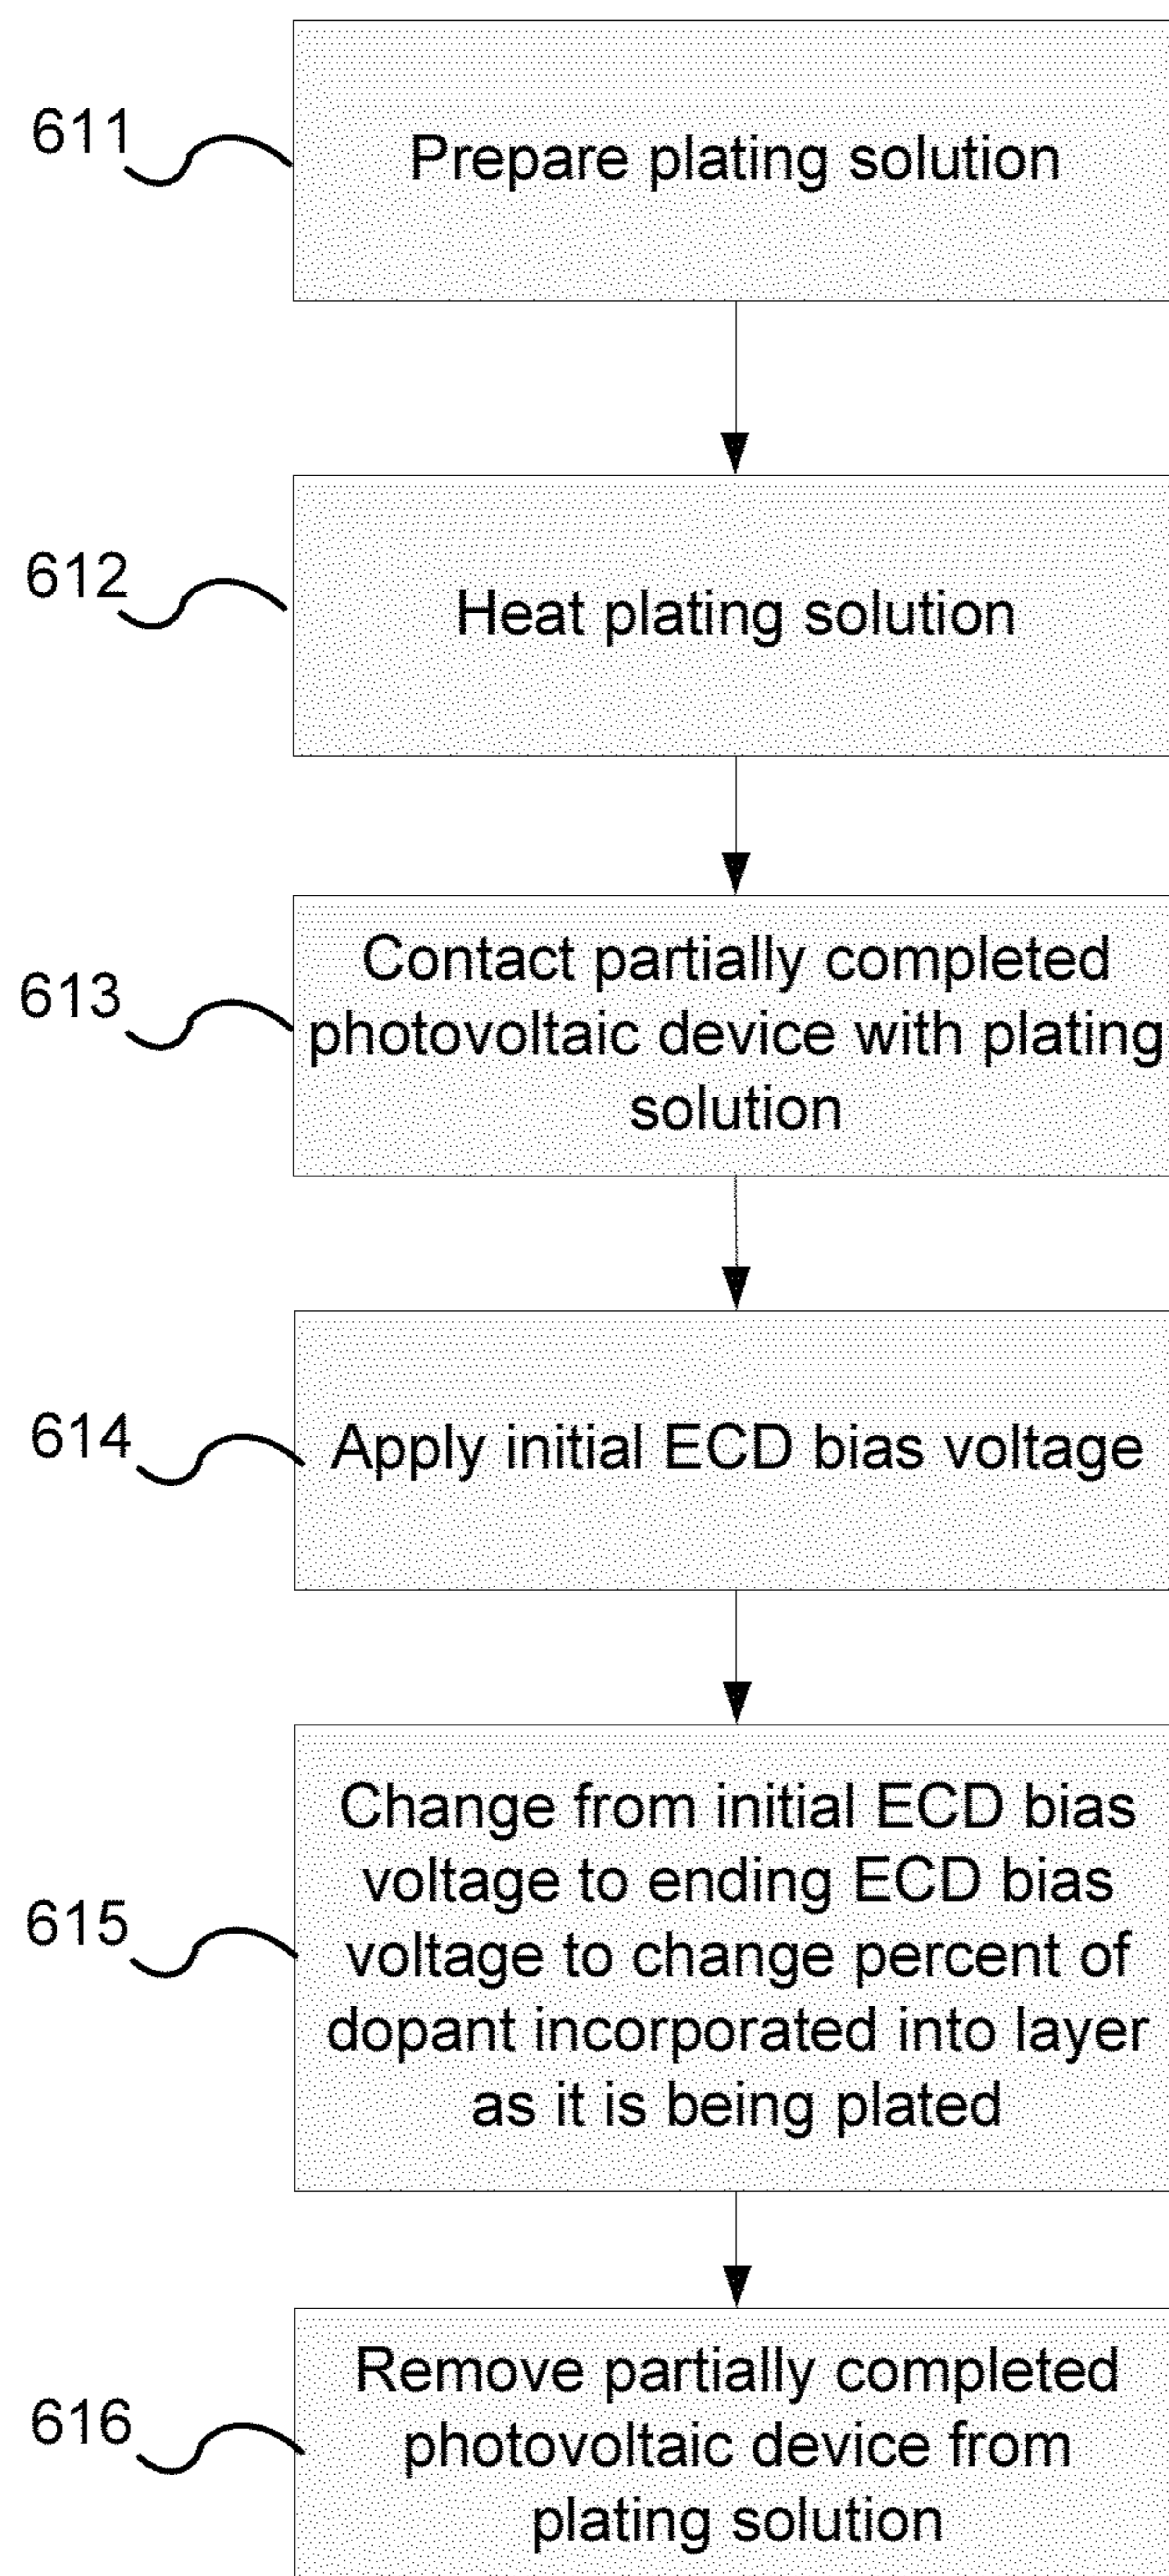 611
Prepare plating solution
612
Heat plating solution
613
Contact partially completed
photovoltaic device with plating
solution
614
Apply initial ECD bias voltage
615
Change from initial ECD bias
voltage to ending ECD bias
voltage to change percent of
dopant incorporated into layer
as it is being plated
616
Remove partially completed
photovoltaic device from
plating solution